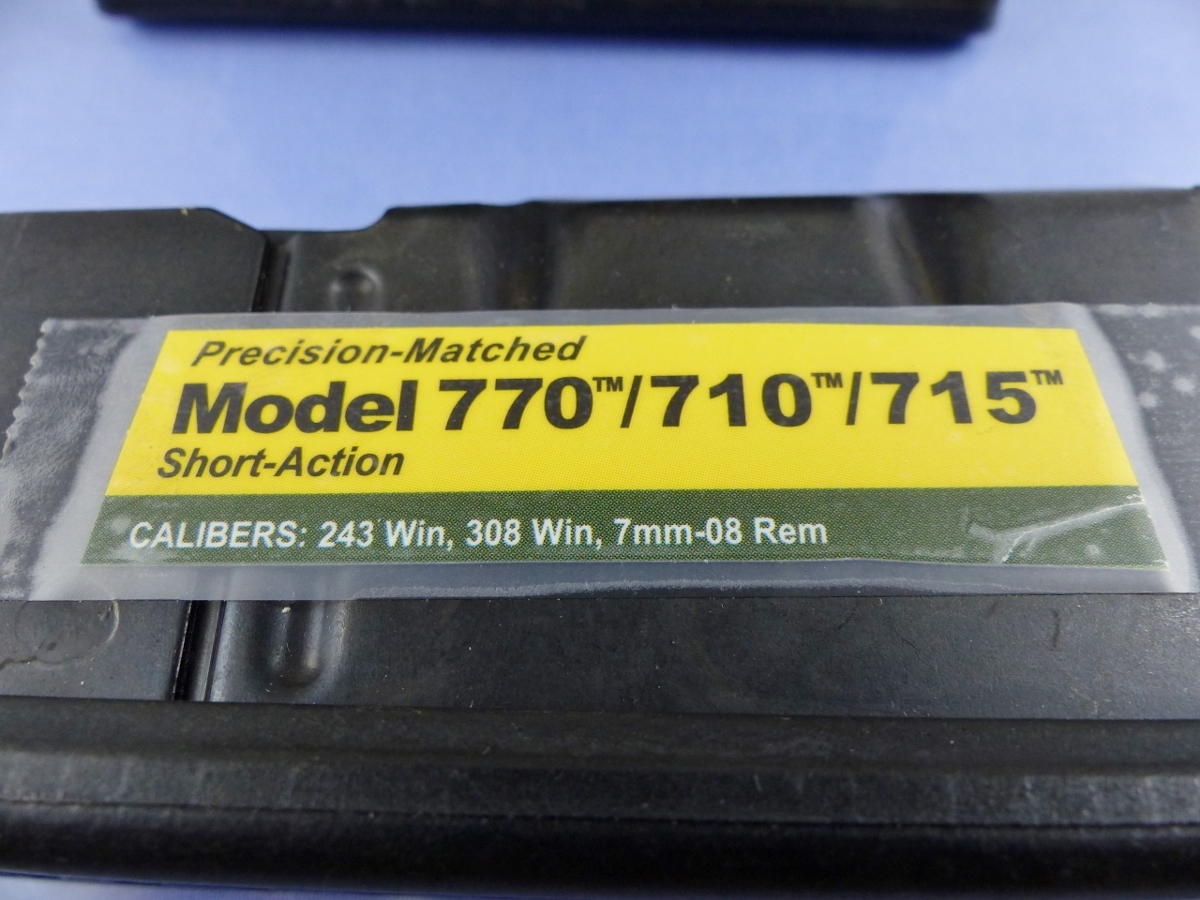 Precision-Matched
Model 770™/710™/715™
Short-Action
CALIBERS: 243 Win, 308 Win, 7mm-08 Rem